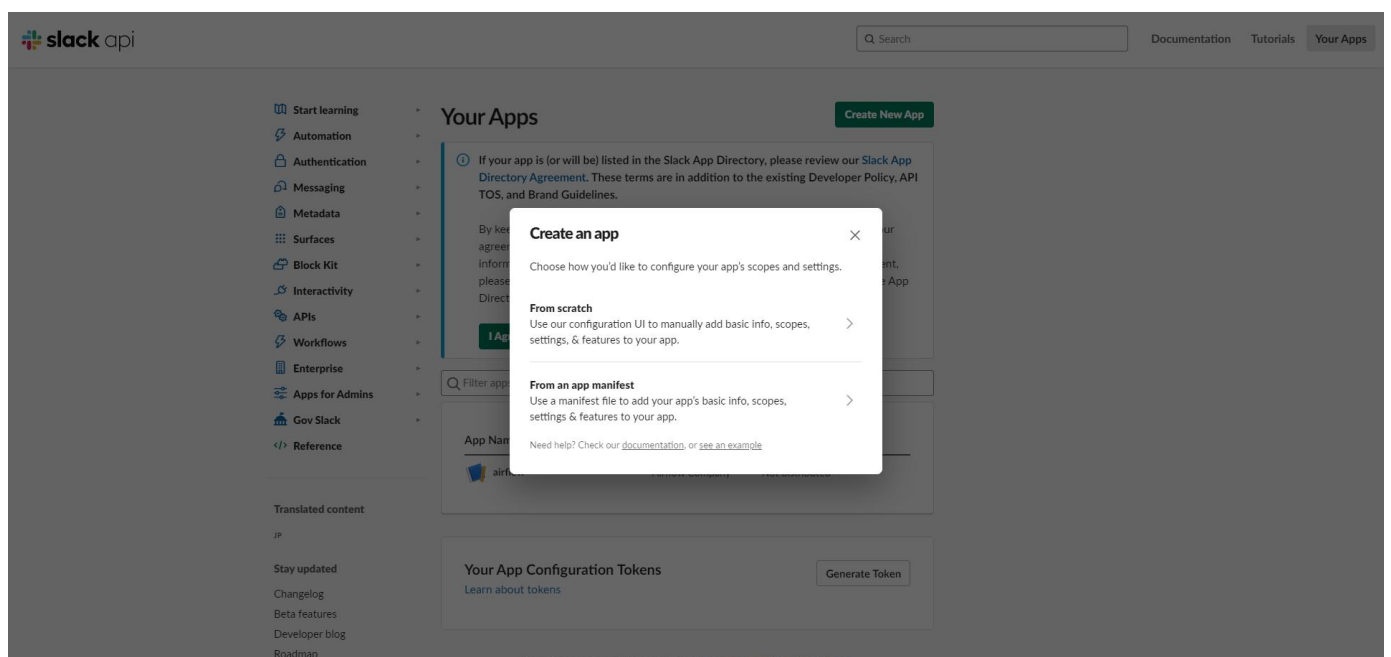 slack api
Search
Documentation
Tutorials
Your Apps
Start learning
Automation
Authentication
Messaging
Metadata
Surfaces
Block Kit
Interactivity
APIs
Workflows
Enterprise
Apps for Admins
Gov Slack
Reference
Translated content
JP
Stay updated
Changelog
Beta features
Developer blog
Roadmap
Your Apps
Create New App
If your app is (or will be) listed in the Slack App Directory, please review our Slack App
Directory Agreement. These terms are in addition to the existing Developer Policy, API
TOS, and Brand Guidelines.
By
Create an app
Choose how you'd like to configure your app's scopes and settings.
From scratch
Use our configuration UI to manually add basic info, scopes,
settings, & features to your app.
From an app manifest
Use a manifest file to add your app's basic info, scopes,
settings & features to your app.
Need help? Check our documentation, or see an example
please
App
I
Filter
App
Your App Configuration Tokens
Learn about tokens
Generate Token